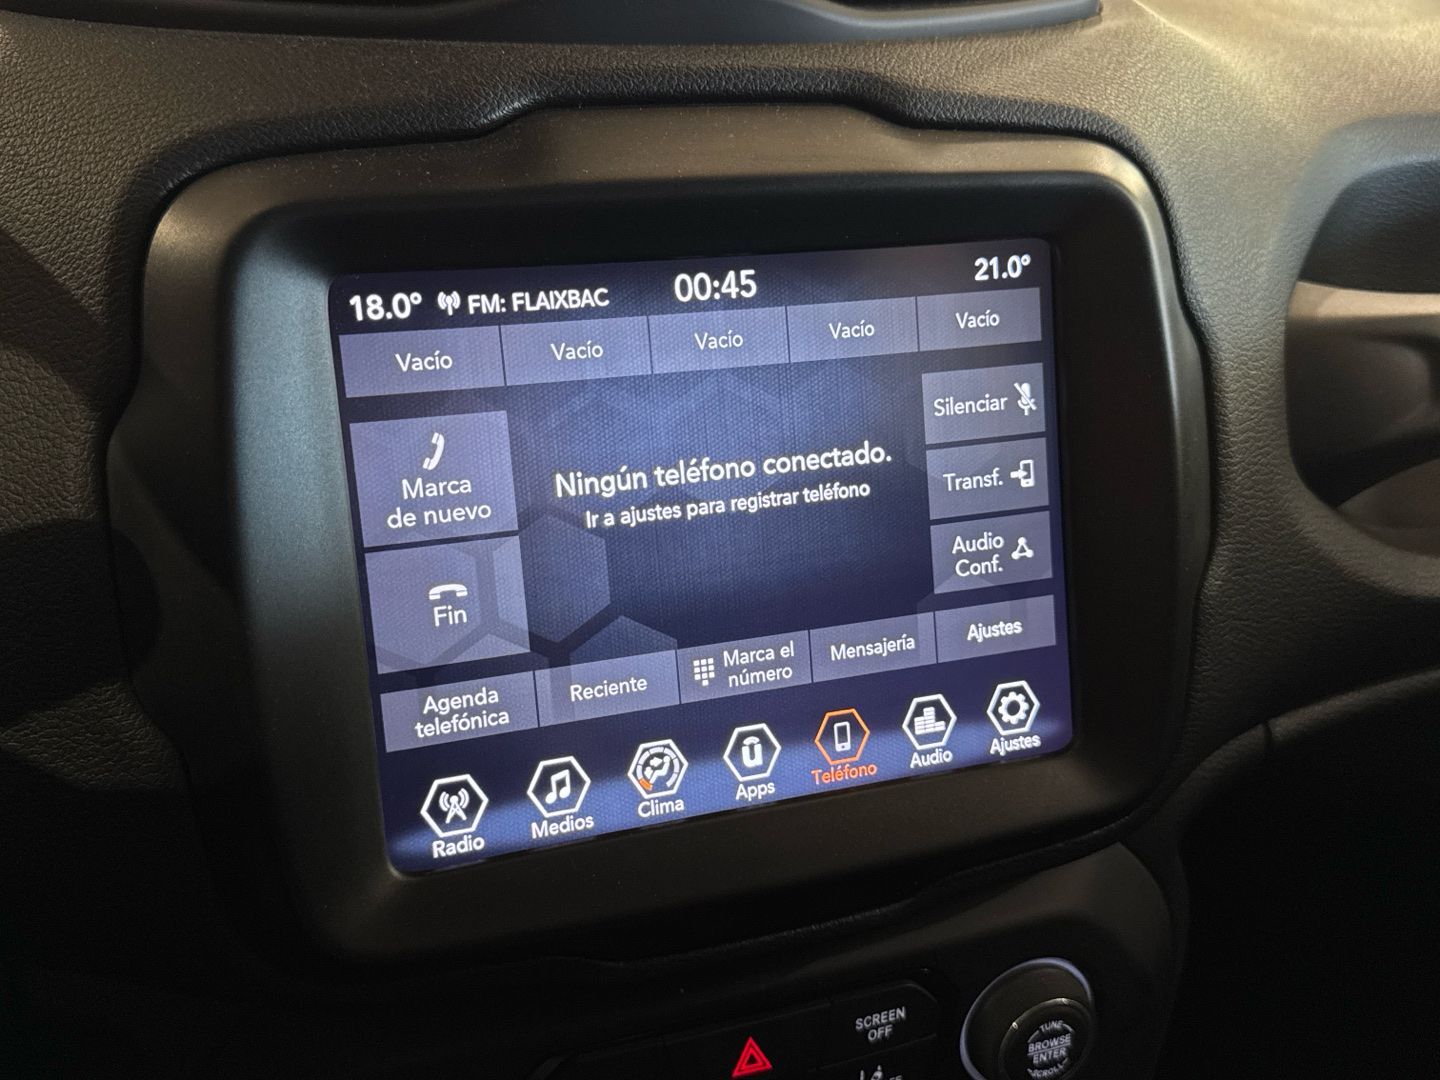 18.0° FM: FLAIXBAC 00:45 21.0°
Vacío Vacío Vacío Vacío Vacío
Marca
de nuevo
Fin
Ningún teléfono conectado.
Ir a ajustes para registrar teléfono
Silenciar
Transf.
Audio
Conf.
Agenda
telefónica
Reciente
Marca el
número
Mensajería
Ajustes
Radio
Medios
Clima
Apps
Teléfono
Audio
Ajustes
SCREEN
OFF
TUNE
BROWSE
ENTER
SCROLL